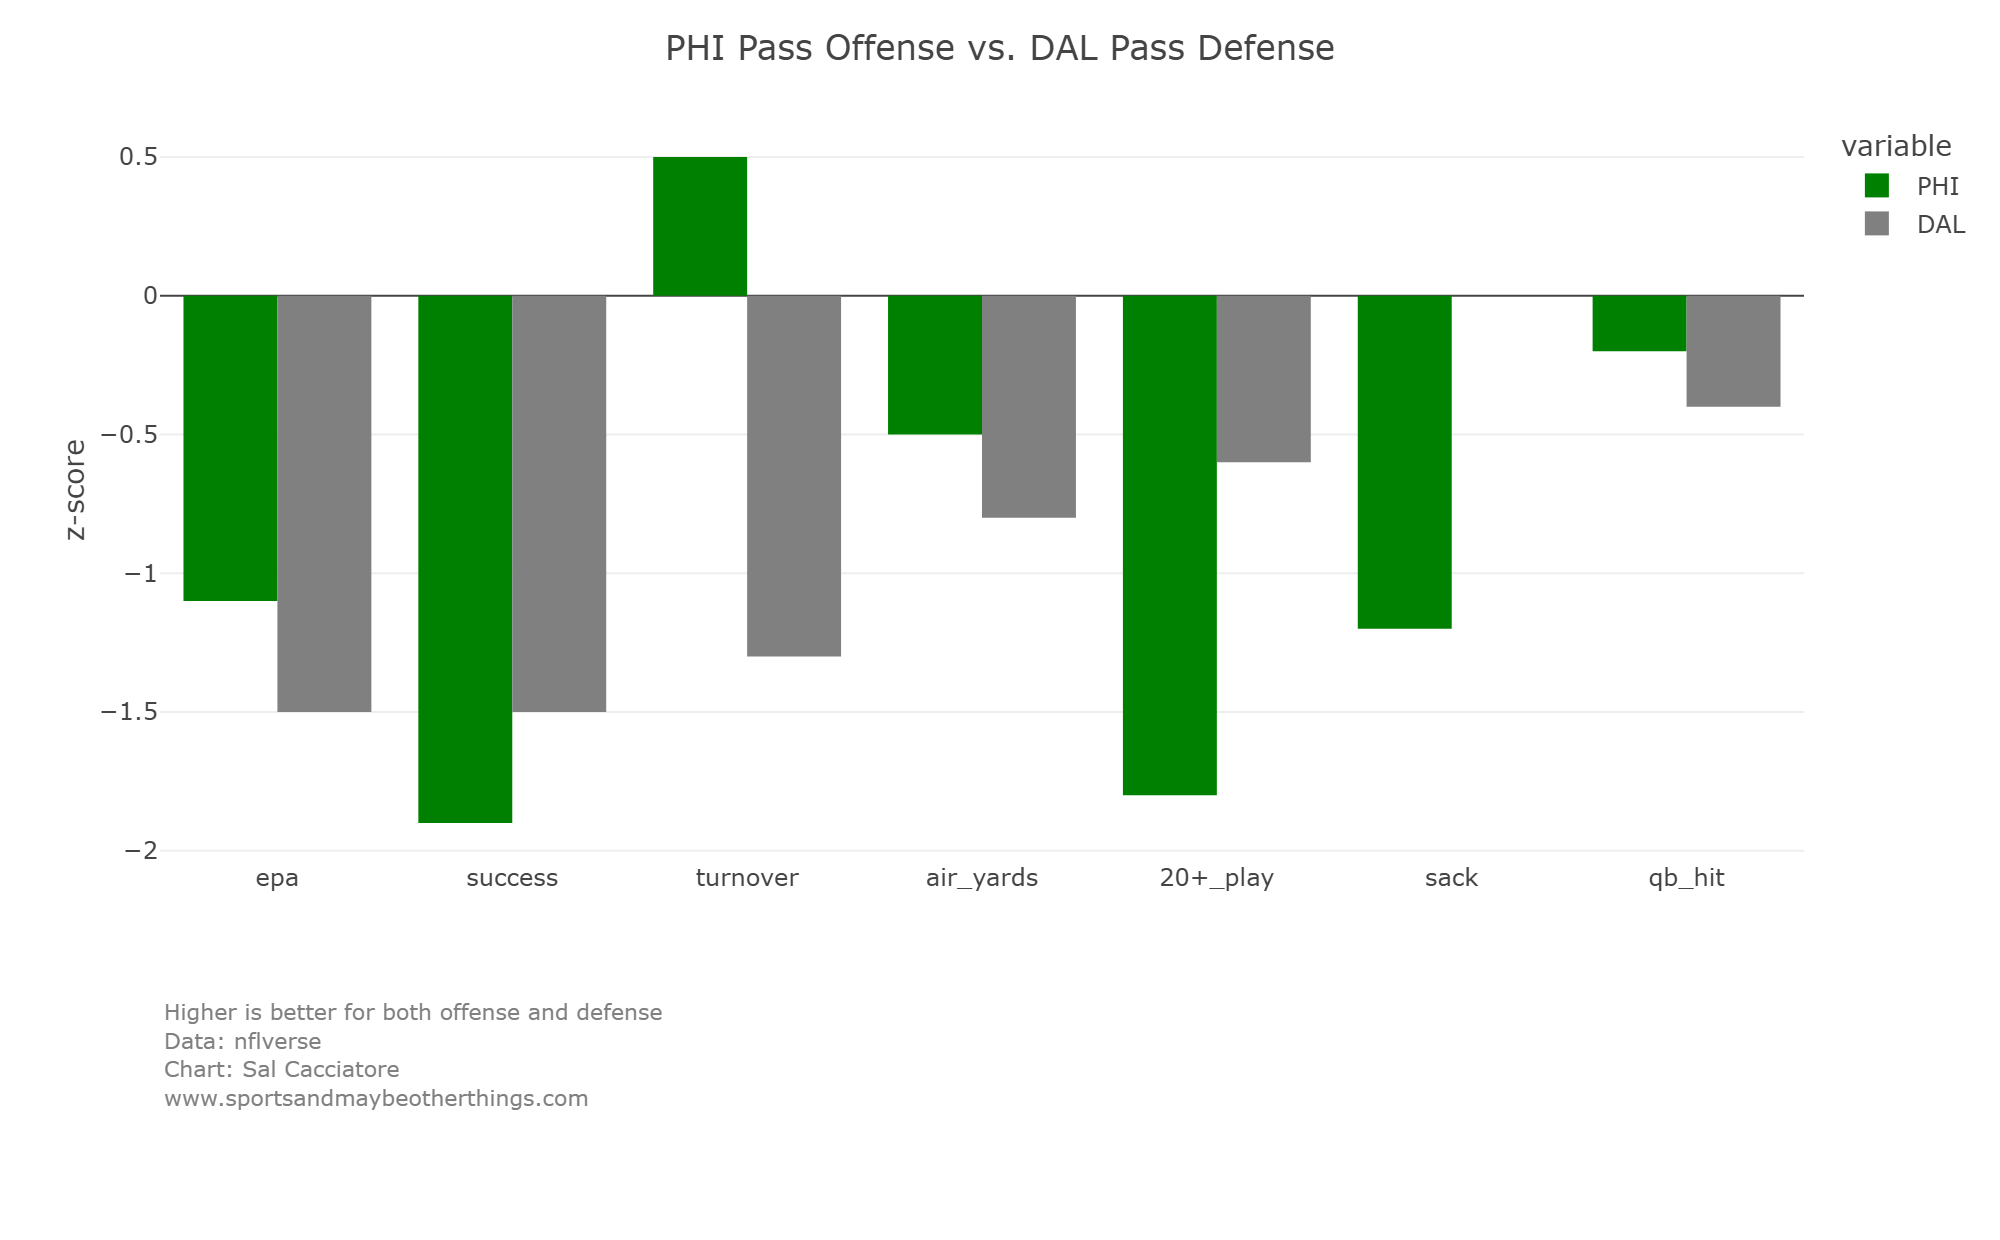 PHI Pass Offense vs. DAL Pass Defense
variable
PHI
DAL
0.5
0
−0.5
−1
−1.5
−2
z-score
epa
success
turnover
air_yards
20+_play
sack
qb_hit
Higher is better for both offense and defense
Data: nflverse
Chart: Sal Cacciatore
www.sportsandmaybeotherthings.com